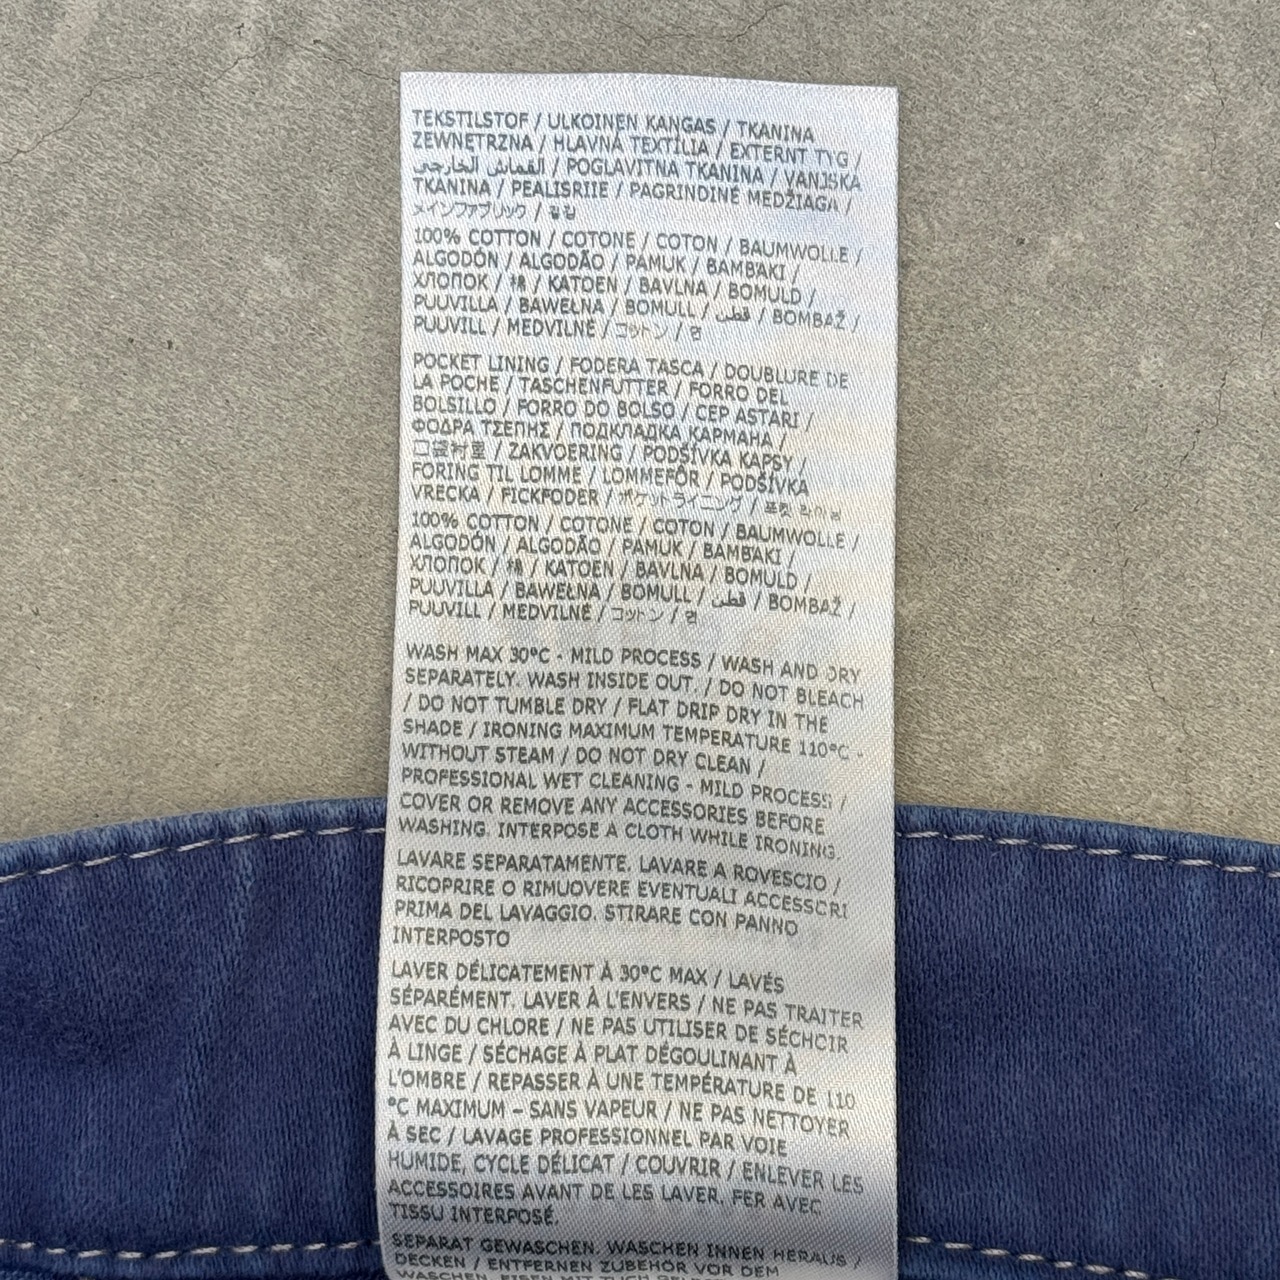 TEKSTILSTOF / ULKOINEN KANGAS / TKANINA
ZEWNĘTRZNA / HLAVNÁ TEXTÍLIA / EXTERNT TYG /
القماش الخارجي / POGLAVITNA TKANINA / VANJSKA
TKANINA / PEALISRIIE / PAGRINDINĖ MEDŽIAGA /
メインファブリック / 겉감
100% COTTON / COTONE / COTON / BAUMWOLLE /
ALGODÓN / ALGODÃO / PAMUK / BAMBAKI /
ХЛОПОК / 棉 / KATOEN / BAVLNA / BOMULD /
PUUVILLA / BAWEŁNA / BOMULL / قطن / BOMBAŽ /
PUUVILL / MEDVILNĖ / コットン / 면
POCKET LINING / FODERA TASCA / DOUBLURE DE
LA POCHE / TASCHENFUTTER / FORRO DEL
BOLSILLO / FORRO DO BOLSO / CEP ASTARI /
ΦΟΔΡΑ ΤΣΕΠΗΣ / ПОДКЛАДКА КАРМАНА /
口袋衬里 / ZAKVOERING / PODŠÍVKA KAPSY /
FORING TIL LOMME / LOMMEFÔR / PODŠÍVKA
VRECKA / FICKFODER / ポケットライニング / 포켓 라이닝
100% COTTON / COTONE / COTON / BAUMWOLLE /
ALGODÓN / ALGODÃO / PAMUK / BAMBAKI /
ХЛОПОК / 棉 / KATOEN / BAVLNA / BOMULD /
PUUVILLA / BAWEŁNA / BOMULL / قطن / BOMBAŽ /
PUUVILL / MEDVILNĖ / コットン / 면
WASH MAX 30°C - MILD PROCESS / WASH AND DRY
SEPARATELY. WASH INSIDE OUT. / DO NOT BLEACH
/ DO NOT TUMBLE DRY / FLAT DRIP DRY IN THE
SHADE / IRONING MAXIMUM TEMPERATURE 110°C -
WITHOUT STEAM / DO NOT DRY CLEAN /
PROFESSIONAL WET CLEANING - MILD PROCESS /
COVER OR REMOVE ANY ACCESSORIES BEFORE
WASHING. INTERPOSE A CLOTH WHILE IRONING.
LAVARE SEPARATAMENTE. LAVARE A ROVESCIO /
RICOPRIRE O RIMUOVERE EVENTUALI ACCESSORI
PRIMA DEL LAVAGGIO. STIRARE CON PANNO
INTERPOSTO
LAVER DÉLICATEMENT À 30°C MAX / LAVÉS
SÉPARÉMENT. LAVER À L'ENVERS / NE PAS TRAITER
AVEC DU CHLORE / NE PAS UTILISER DE SÉCHOIR
À LINGE / SÉCHAGE À PLAT DÉGOULINANT À
L'OMBRE / REPASSER À UNE TEMPÉRATURE DE 110
°C MAXIMUM – SANS VAPEUR / NE PAS NETTOYER
À SEC / LAVAGE PROFESSIONNEL PAR VOIE
HUMIDE, CYCLE DÉLICAT / COUVRIR / ENLEVER LES
ACCESSOIRES AVANT DE LES LAVER. FER AVEC
TISSU INTERPOSÉ.
SEPARAT GEWASCHEN. WASCHEN INNEN HERAUS /
DECKEN / ENTFERNEN ZUBEHÖR VOR DEM
WASCHEN. EISEN MIT TUCH